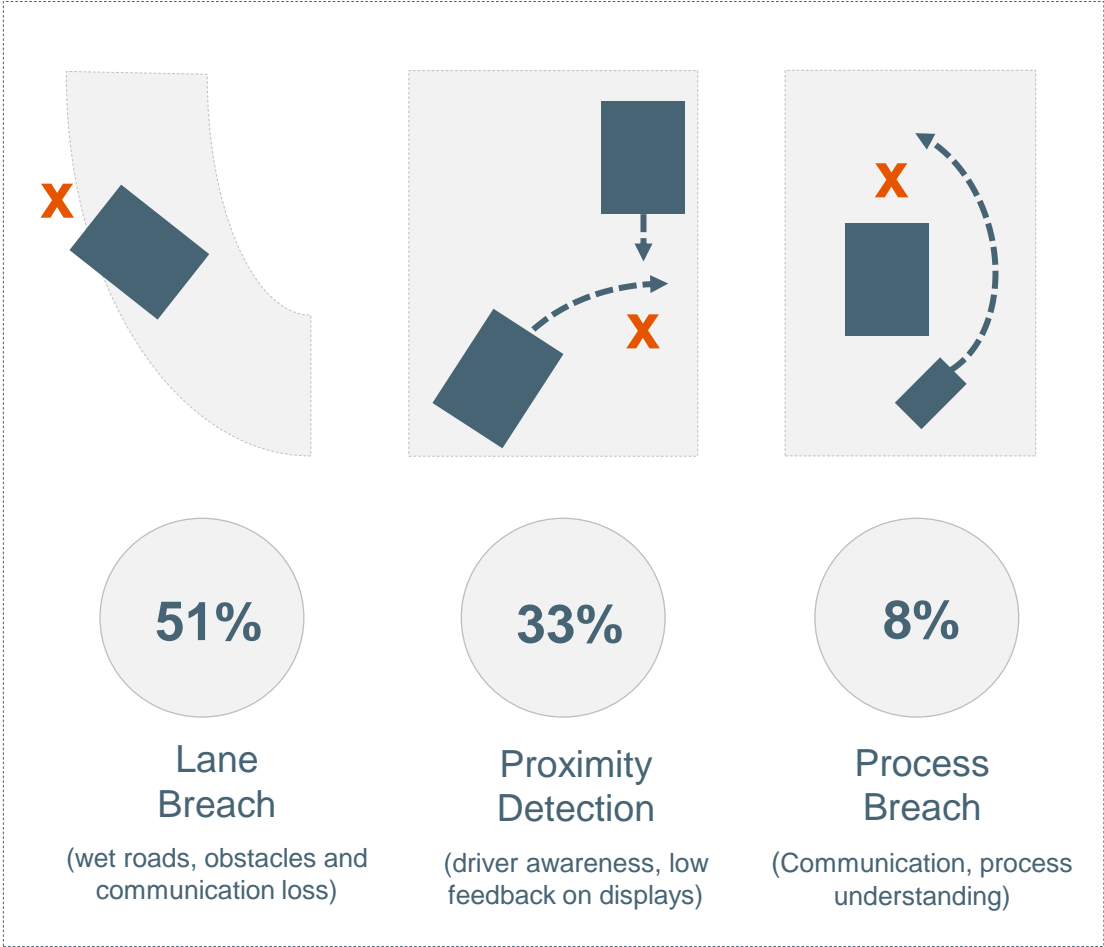 X
X
X
51%
33%
8%
Lane
Breach
(wet roads, obstacles and
communication loss)
Proximity
Detection
(driver awareness, low
feedback on displays)
Process
Breach
(Communication, process
understanding)